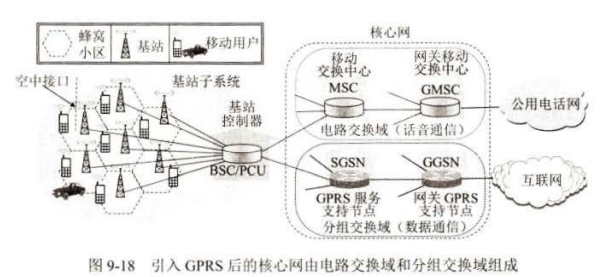 蜂窝
小区
基站
移动用户
空中接口
基站子系统
基站
控制器
BSC/PCU
核心网
移动
交换中心
MSC
网关移动
交换中心
GMSC
电路交换域（话音通信）
公用电话网
SGSN
GPRS 服务
支持节点
GGSN
网关 GPRS
支持节点
分组交换域（数据通信）
互联网
图 9-18 引入 GPRS 后的核心网由电路交换域和分组交换域组成